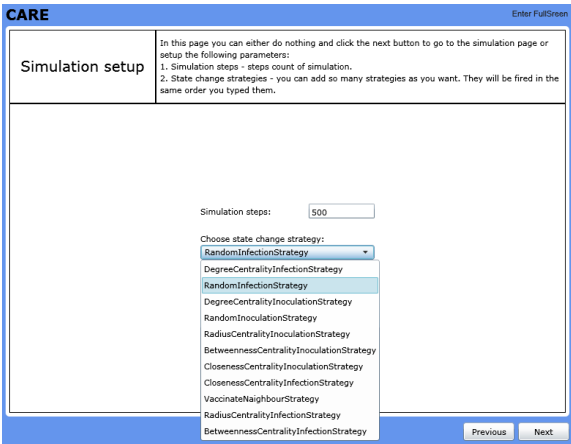 CARE
Enter FullSreen
Simulation setup
In this page you can either do nothing and click the next button to go to the simulation page or
setup the following parameters:
1. Simulation steps - steps count of simulation.
2. State change strategies - you can add so many strategies as you want. They will be fired in the
same order you typed them.
Simulation steps:
500
Choose state change strategy:
RandomInfectionStrategy
DegreeCentralityInfectionStrategy
RandomInfectionStrategy
DegreeCentralityInoculationStrategy
RandomInoculationStrategy
RadiusCentralityInoculationStrategy
BetweennessCentralityInoculationStrategy
ClosenessCentralityInoculationStrategy
ClosenessCentralityInfectionStrategy
VaccinateNaighbourStrategy
RadiusCentralityInfectionStrategy
BetweennessCentralityInfectionStrategy
Previous
Next